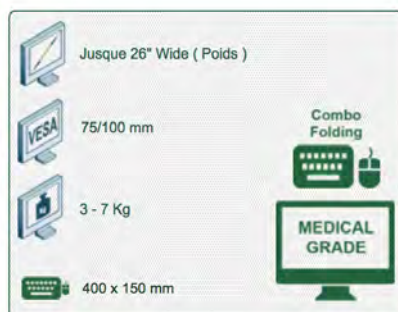 Jusque 26" Wide ( Poids )
VESA
75/100 mm
3 - 7 Kg
400 x 150 mm
Combo
Folding
MEDICAL
GRADE